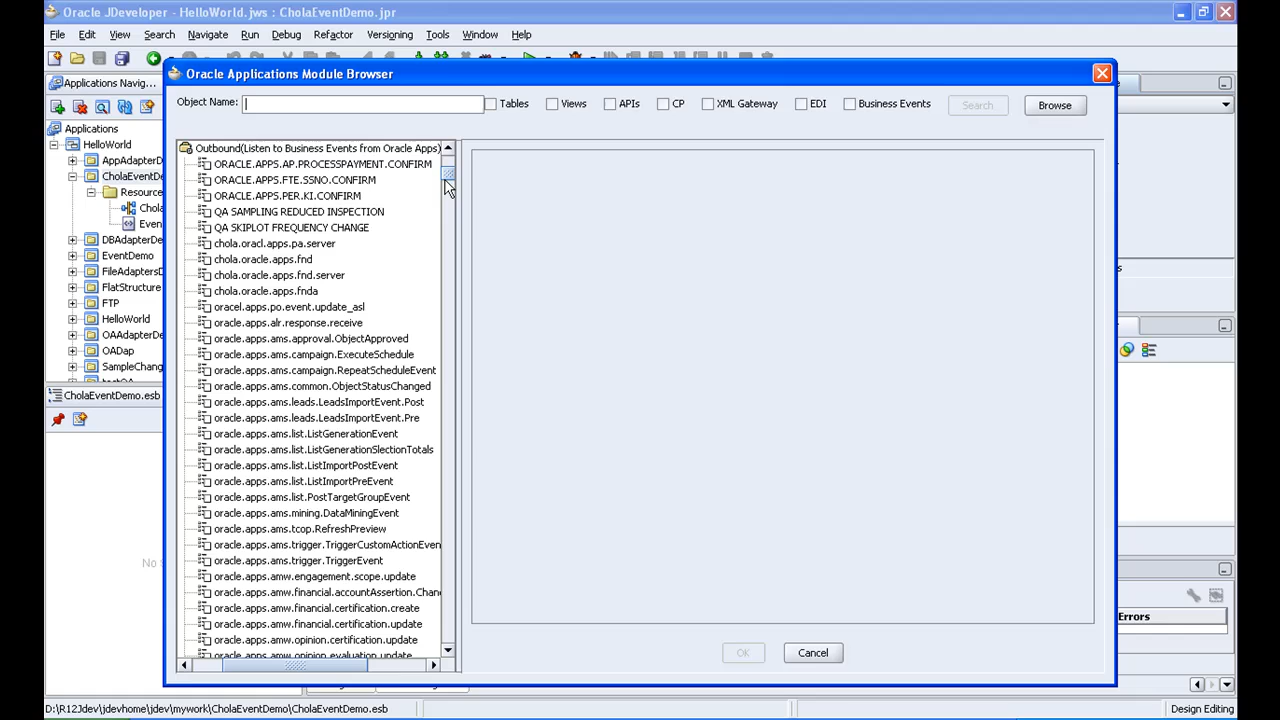 Oracle JDeveloper - HelloWorld.jws : CholaEventDemo.jpr
File Edit View Search Navigate Run Debug Refactor Versioning Tools Window Help
Applications Navig...
Applications
HelloWorld
AppAdapterDe
CholaEventDe
Resource
Chola
Even
DBAdapterDe
EventDemo
FileAdaptersD
FlatStructure
FTP
HelloWorld
OAAdapterDe
OADap
SampleChang
CholaEventDemo.esb
No S
Oracle Applications Module Browser
Object Name: Tables Views APIs CP XML Gateway EDI Business Events Search Browse
Outbound(Listen to Business Events from Oracle Apps)
ORACLE.APPS.AP.PROCESSPAYMENT.CONFIRM
ORACLE.APPS.FTE.SSNO.CONFIRM
ORACLE.APPS.PER.KI.CONFIRM
QA SAMPLING REDUCED INSPECTION
QA SKIPLOT FREQUENCY CHANGE
chola.oracl.apps.pa.server
chola.oracle.apps.fnd
chola.oracle.apps.fnd.server
chola.oracle.apps.fnda
oracel.apps.po.event.update_asl
oracle.apps.alr.response.receive
oracle.apps.ams.approval.ObjectApproved
oracle.apps.ams.campaign.ExecuteSchedule
oracle.apps.ams.campaign.RepeatScheduleEvent
oracle.apps.ams.common.ObjectStatusChanged
oracle.apps.ams.leads.LeadsImportEvent.Post
oracle.apps.ams.leads.LeadsImportEvent.Pre
oracle.apps.ams.list.ListGenerationEvent
oracle.apps.ams.list.ListGenerationSlectionTotals
oracle.apps.ams.list.ListImportPostEvent
oracle.apps.ams.list.ListImportPreEvent
oracle.apps.ams.list.PostTargetGroupEvent
oracle.apps.ams.mining.DataMiningEvent
oracle.apps.ams.tcop.RefreshPreview
oracle.apps.ams.trigger.TriggerCustomActionEven
oracle.apps.ams.trigger.TriggerEvent
oracle.apps.amw.engagement.scope.update
oracle.apps.amw.financial.accountAssertion.Chan
oracle.apps.amw.financial.certification.create
oracle.apps.amw.financial.certification.update
oracle.apps.amw.opinion.certification.update
oracle.apps.amw.opinion.evaluation.update
OK Cancel
s
Errors
D:\R12Jdev\jdevhome\jdev\mywork\CholaEventDemo\CholaEventDemo.esb
Design Editing